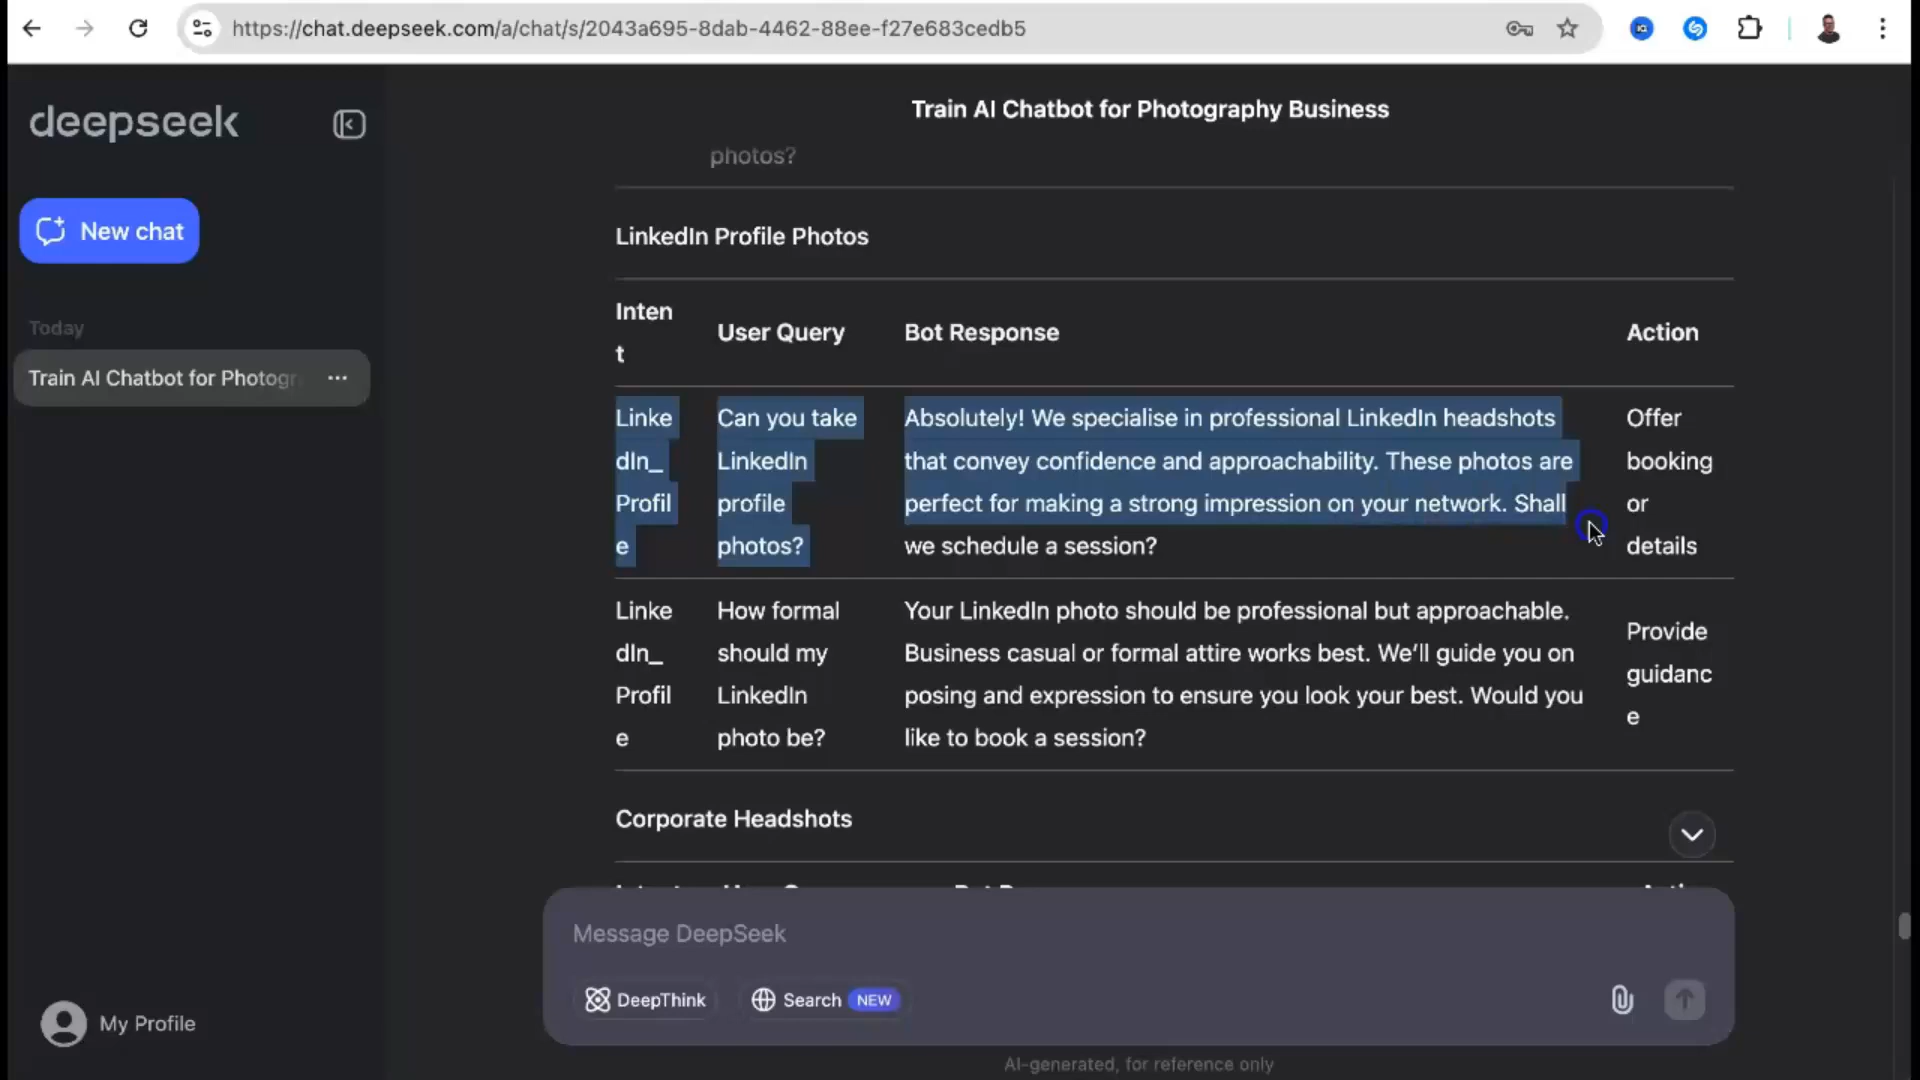 https://chat.deepseek.com/a/chat/s/2043a695-8dab-4462-88ee-f27e683cedb5
deepseek
New chat
Today
Train AI Chatbot for Photogr
My Profile
Train AI Chatbot for Photography Business
photos?
LinkedIn Profile Photos
Inten
t
User Query
Bot Response
Action
Linke
dIn_
Profil
e
Can you take
LinkedIn
profile
photos?
Absolutely! We specialise in professional LinkedIn headshots
that convey confidence and approachability. These photos are
perfect for making a strong impression on your network. Shall
we schedule a session?
Offer
booking
or
details
Linke
dIn_
Profil
e
How formal
should my
LinkedIn
photo be?
Your LinkedIn photo should be professional but approachable.
Business casual or formal attire works best. We’ll guide you on
posing and expression to ensure you look your best. Would you
like to book a session?
Provide
guidanc
e
Corporate Headshots
Message DeepSeek
DeepThink
Search NEW
AI-generated, for reference only